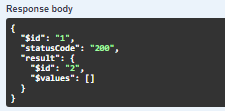 Response body
{
  "$id": "1",
  "statusCode": "200",
  "result": {
    "$id": "2",
    "$values": []
  }
}